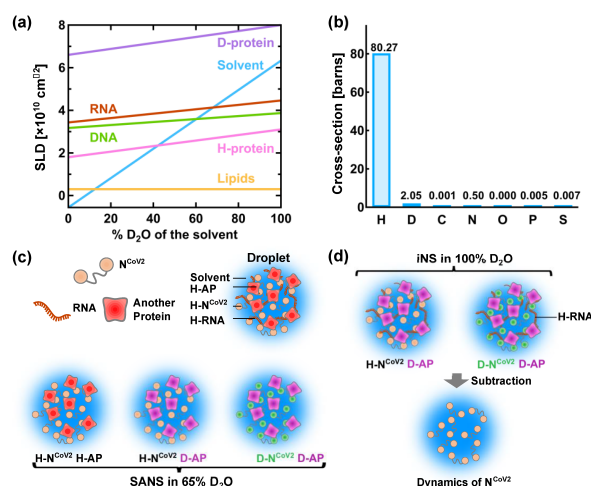 (a)
8
6
4
2
0
SLD [×10¹⁰ cm⁻²]
D-protein
Solvent
RNA
DNA
H-protein
Lipids
0 20 40 60 80 100
% D₂O of the solvent
(b)
80
60
40
20
0
Cross-section [barns]
80.27
2.05 0.001 0.50 0.000 0.005 0.007
H D C N O P S
(c)
N^CoV2
RNA
Another
Protein
Droplet
Solvent
H-AP
H-N^CoV2
H-RNA
H-N^CoV2 H-AP
H-N^CoV2 D-AP
D-N^CoV2 D-AP
SANS in 65% D₂O
(d)
iNS in 100% D₂O
H-RNA
H-N^CoV2 D-AP
D-N^CoV2 D-AP
Subtraction
Dynamics of N^CoV2